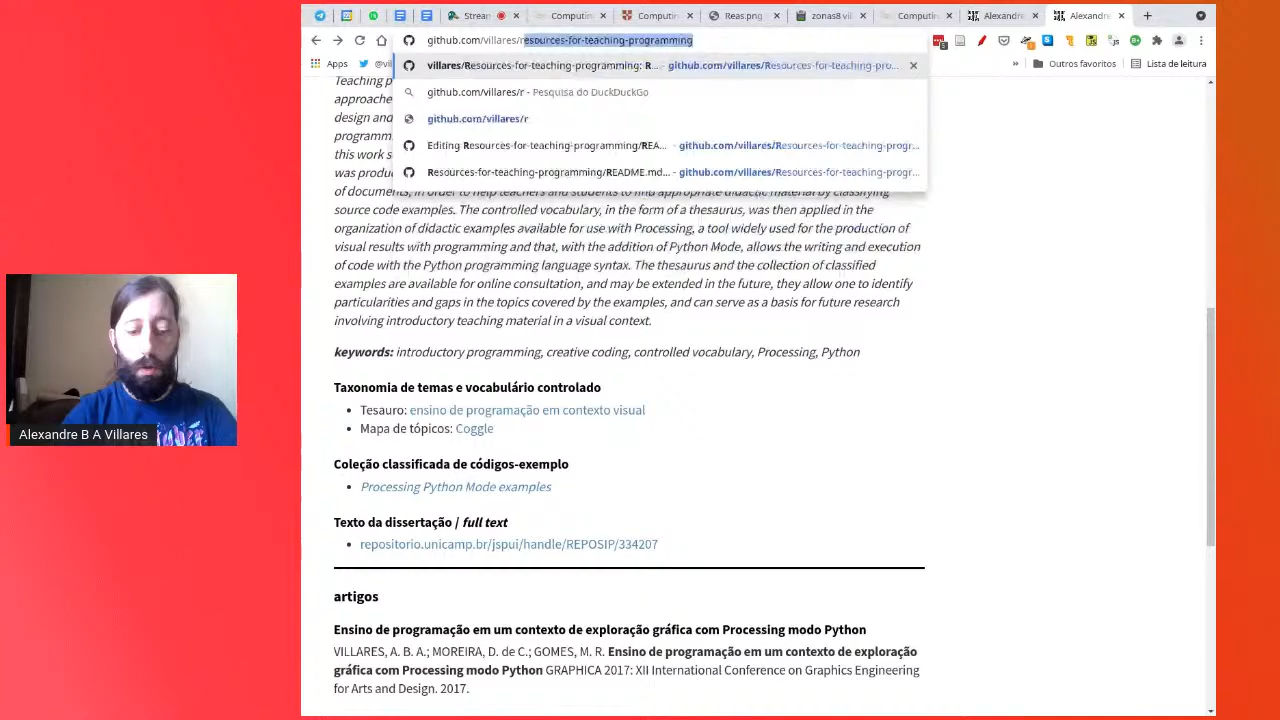 Stream
Computin
Computin
Reas.png
zonas8 vil
Computin
Alexandre
Alexandre
github.com/villares/resources-for-teaching-programming
Apps
Outros favoritos
Lista de leitura
villares/Resources-for-teaching-programming: R... - github.com/villares/Resources-for-teaching-pro...
github.com/villares/r - Pesquisa do DuckDuckGo
github.com/villares/r
Editing Resources-for-teaching-programming/REA... - github.com/villares/Resources-for-teaching-progr...
Resources-for-teaching-programming/README.md... - github.com/villares/Resources-for-teaching-progr...
Teaching p
approache
design and
programm
this work s
was produc
of documents, in order to help teachers and students to find appropriate didactic material by classifying
source code examples. The controlled vocabulary, in the form of a thesaurus, was then applied in the
organization of didactic examples available for use with Processing, a tool widely used for the production of
visual results with programming and that, with the addition of Python Mode, allows the writing and execution
of code with the Python programming language syntax. The thesaurus and the collection of classified
examples are available for online consultation, and may be extended in the future, they allow one to identify
particularities and gaps in the topics covered by the examples, and can serve as a basis for future research
involving introductory teaching material in a visual context.
keywords: introductory programming, creative coding, controlled vocabulary, Processing, Python
Taxonomia de temas e vocabulário controlado
• Tesauro: ensino de programação em contexto visual
• Mapa de tópicos: Coggle
Coleção classificada de códigos-exemplo
• Processing Python Mode examples
Texto da dissertação / full text
• repositorio.unicamp.br/jspui/handle/REPOSIP/334207
artigos
Ensino de programação em um contexto de exploração gráfica com Processing modo Python
VILLARES, A. B. A.; MOREIRA, D. de C.; GOMES, M. R. Ensino de programação em um contexto de exploração
gráfica com Processing modo Python GRAPHICA 2017: XII International Conference on Graphics Engineering
for Arts and Design. 2017.
Alexandre B A Villares